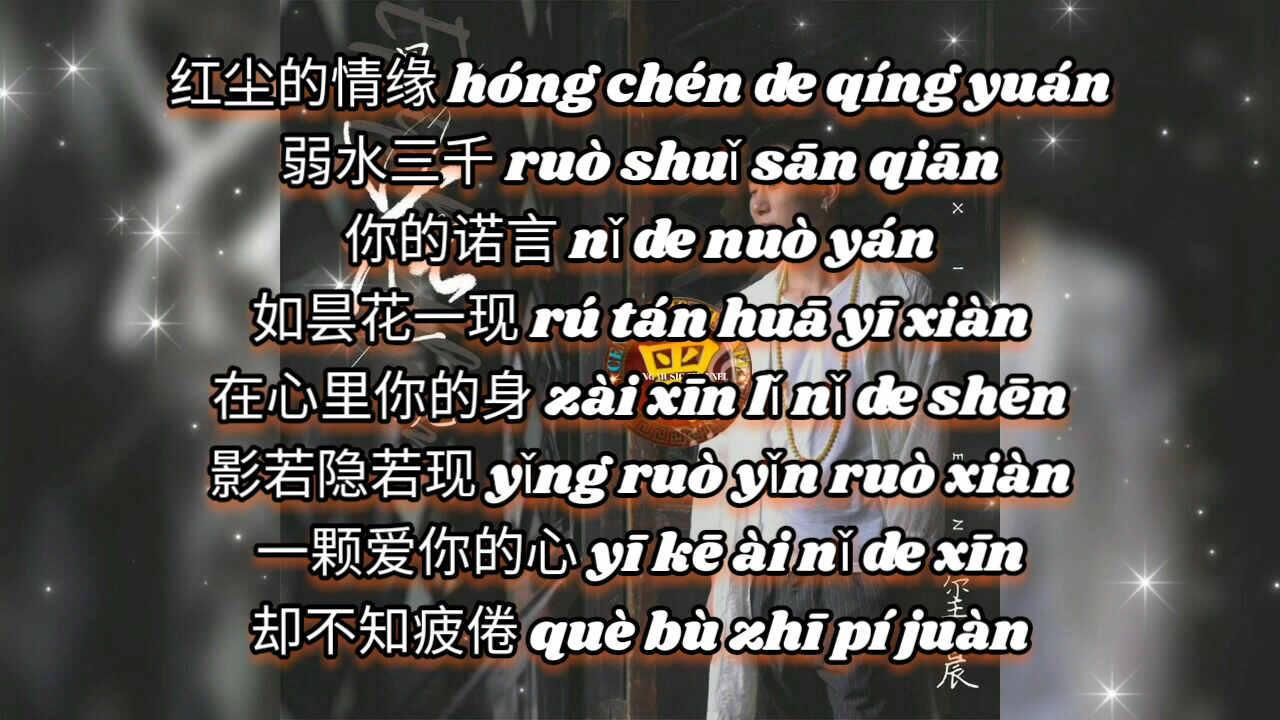 红尘的情缘 hóng chén de qíng yuán
弱水三千 ruò shuǐ sān qiān
你的诺言 nǐ de nuò yán
如昙花一现 rú tán huā yī xiàn
在心里你的身 zài xīn lǐ nǐ de shēn
影若隐若现 yǐng ruò yǐn ruò xiàn
一颗爱你的心 yī kē ài nǐ de xīn
却不知疲倦 què bù zhī pí juàn
NG MUSIC CHANNEL